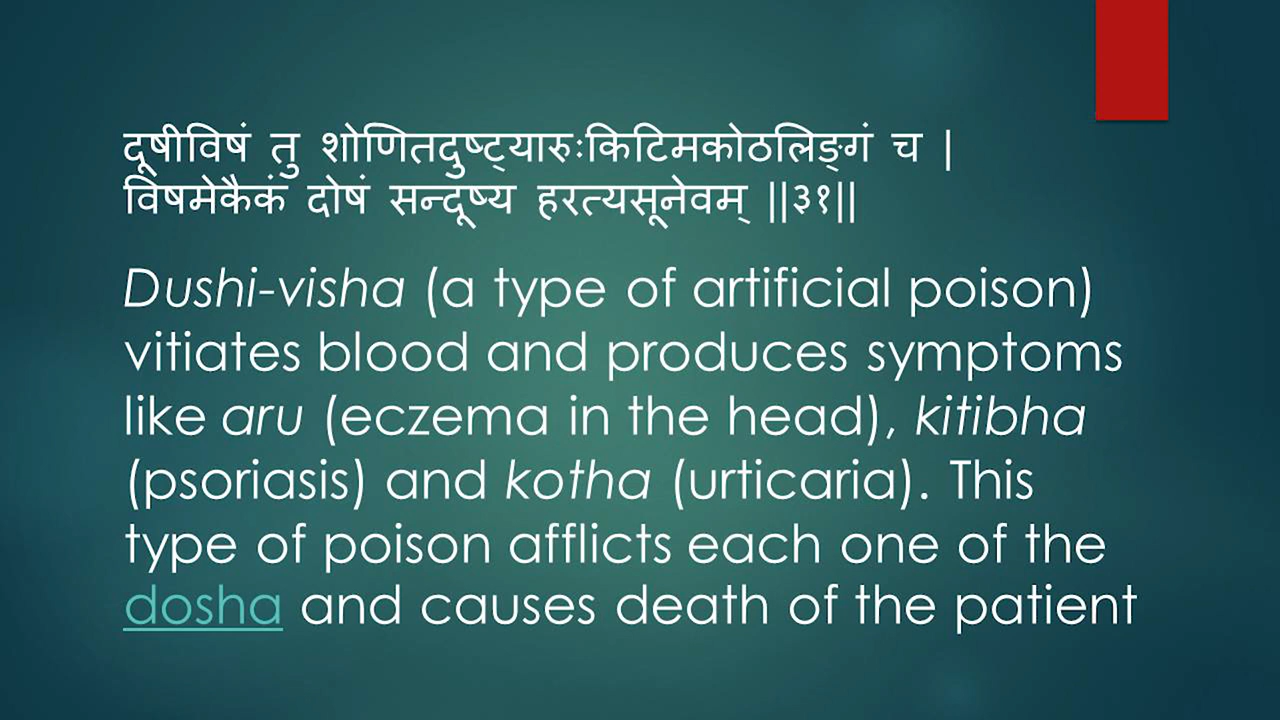 दूषीविषं तु शोणितदुष्ट्यारुःकिटिमकोठलिङ्गं च |
विषमेकैकं दोषं सन्दूष्य हरत्यसूनेवम् ||३१||
Dushi-visha (a type of artificial poison)
vitiates blood and produces symptoms
like aru (eczema in the head), kitibha
(psoriasis) and kotha (urticaria). This
type of poison afflicts each one of the
dosha and causes death of the patient